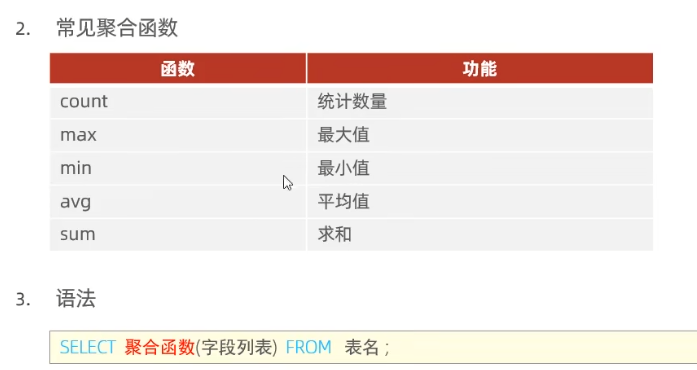 2. 常见聚合函数
函数 功能
count 统计数量
max 最大值
min 最小值
avg 平均值
sum 求和
3. 语法
SELECT 聚合函数(字段列表) FROM 表名 ;